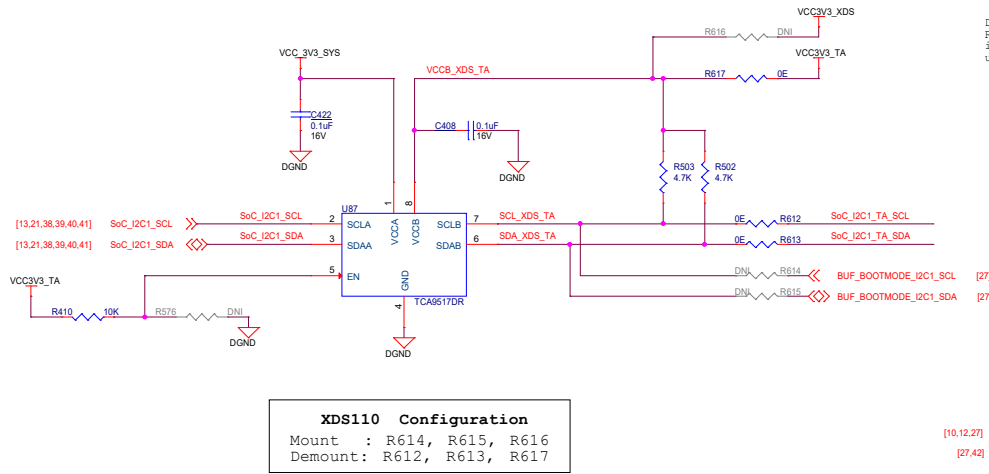 VCC3V3_XDS
R616 DNI
VCC_3V3_SYS
VCC3V3_TA
VCCB_XDS_TA
R617 0E
C422
0.1uF
16V
C408
0.1uF
16V
DGND
DGND
R503
4.7K
R502
4.7K
U87
1
8
[13,21,38,39,40,41] SoC_I2C1_SCL
SoC_I2C1_SCL
2
SCLA
VCCA
VCCB
SCLB
7
SCL_XDS_TA
0E
R612
SoC_I2C1_TA_SCL
[13,21,38,39,40,41] SoC_I2C1_SDA
SoC_I2C1_SDA
3
SDAA
SDAB
6
SDA_XDS_TA
0E
R613
SoC_I2C1_TA_SDA
5
EN
GND
DNI
R614
BUF_BOOTMODE_I2C1_SCL
[27
VCC3V3_TA
4
TCA9517DR
DNI
R615
BUF_BOOTMODE_I2C1_SDA
[27
R410
10K
R576
DNI
DGND
DGND
XDS110 Configuration
Mount : R614, R615, R616
Demount: R612, R613, R617
[10,12,27]
[27,42]